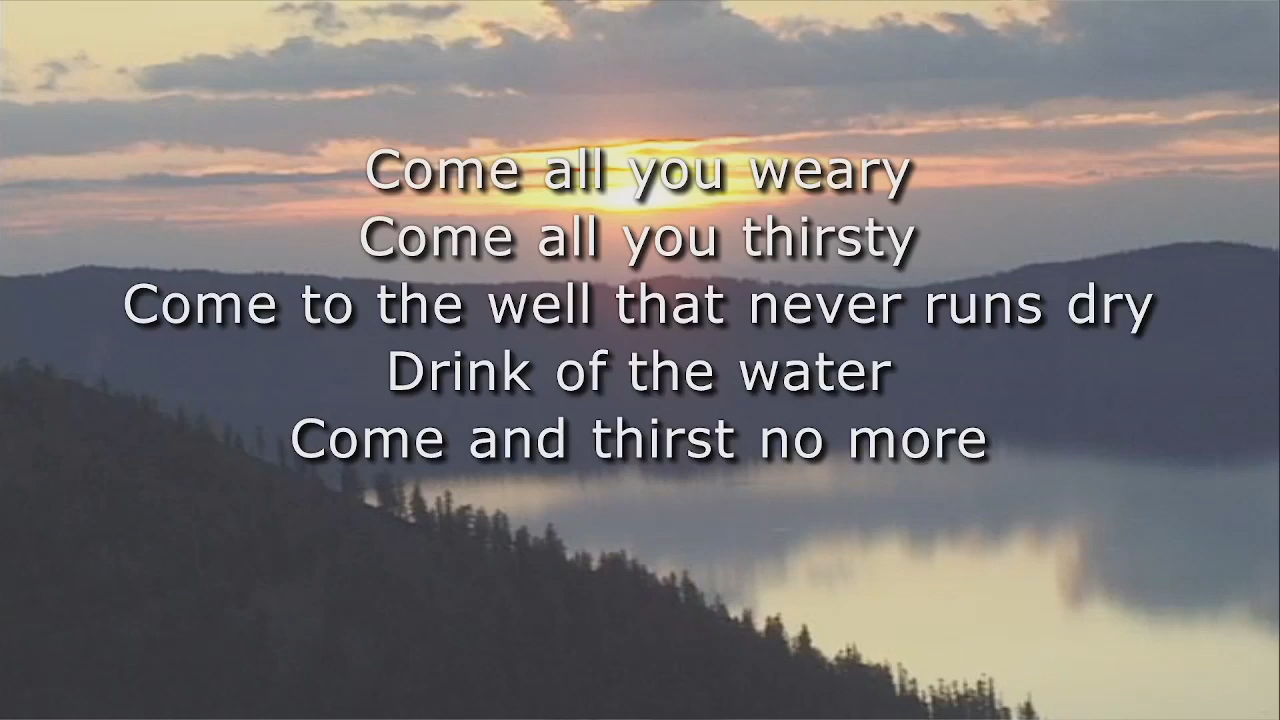 Come all you weary
Come all you thirsty
Come to the well that never runs dry
Drink of the water
Come and thirst no more